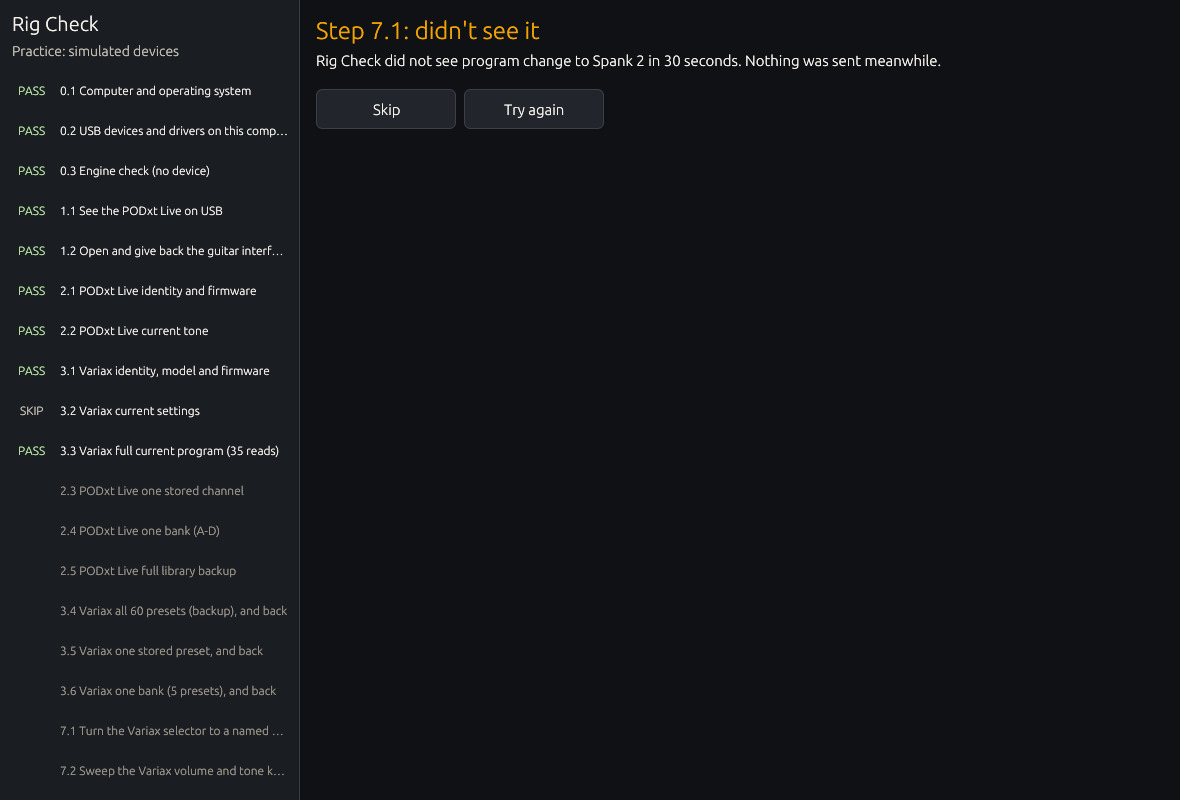 Rig Check
Practice: simulated devices
PASS 0.1 Computer and operating system
PASS 0.2 USB devices and drivers on this comp…
PASS 0.3 Engine check (no device)
PASS 1.1 See the PODxt Live on USB
PASS 1.2 Open and give back the guitar interf…
PASS 2.1 PODxt Live identity and firmware
PASS 2.2 PODxt Live current tone
PASS 3.1 Variax identity, model and firmware
SKIP 3.2 Variax current settings
PASS 3.3 Variax full current program (35 reads)
2.3 PODxt Live one stored channel
2.4 PODxt Live one bank (A-D)
2.5 PODxt Live full library backup
3.4 Variax all 60 presets (backup), and back
3.5 Variax one stored preset, and back
3.6 Variax one bank (5 presets), and back
7.1 Turn the Variax selector to a named …
7.2 Sweep the Variax volume and tone k…
Step 7.1: didn't see it
Rig Check did not see program change to Spank 2 in 30 seconds. Nothing was sent meanwhile.
Skip
Try again